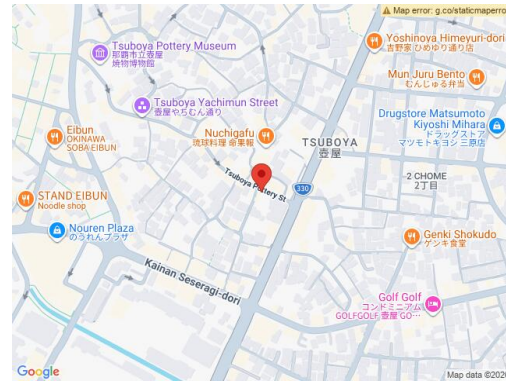 Map error: g.co/staticmaperro
Tsuboya Pottery Museum
那覇市立壺屋
焼物博物館
Yoshinoya Himeyuri-dori
吉野家 ひめゆり通り店
Mun Juru Bento
むんじゅる弁当
Tsuboya Yachimun Street
壺屋やちむん通り
Drugstore Matsumoto
Kiyoshi Mihara
ドラッグストア
マツモトキヨシ 三原店
Eibun
OKINAWA
SOBA EIBUN
Nuchigafu
琉球料理 命果報
TSUBOYA
壺屋
Tsuboya Pottery St
330
2 CHOME
2丁目
STAND EIBUN
Noodle shop
Nouren Plaza
のうれんプラザ
Genki Shokudo
ゲンキ食堂
Kainan Seseragi-dori
Golf Golf
コンドミニアム
GOLFGOLF 壺屋 GO…
Google
Map data ©2026